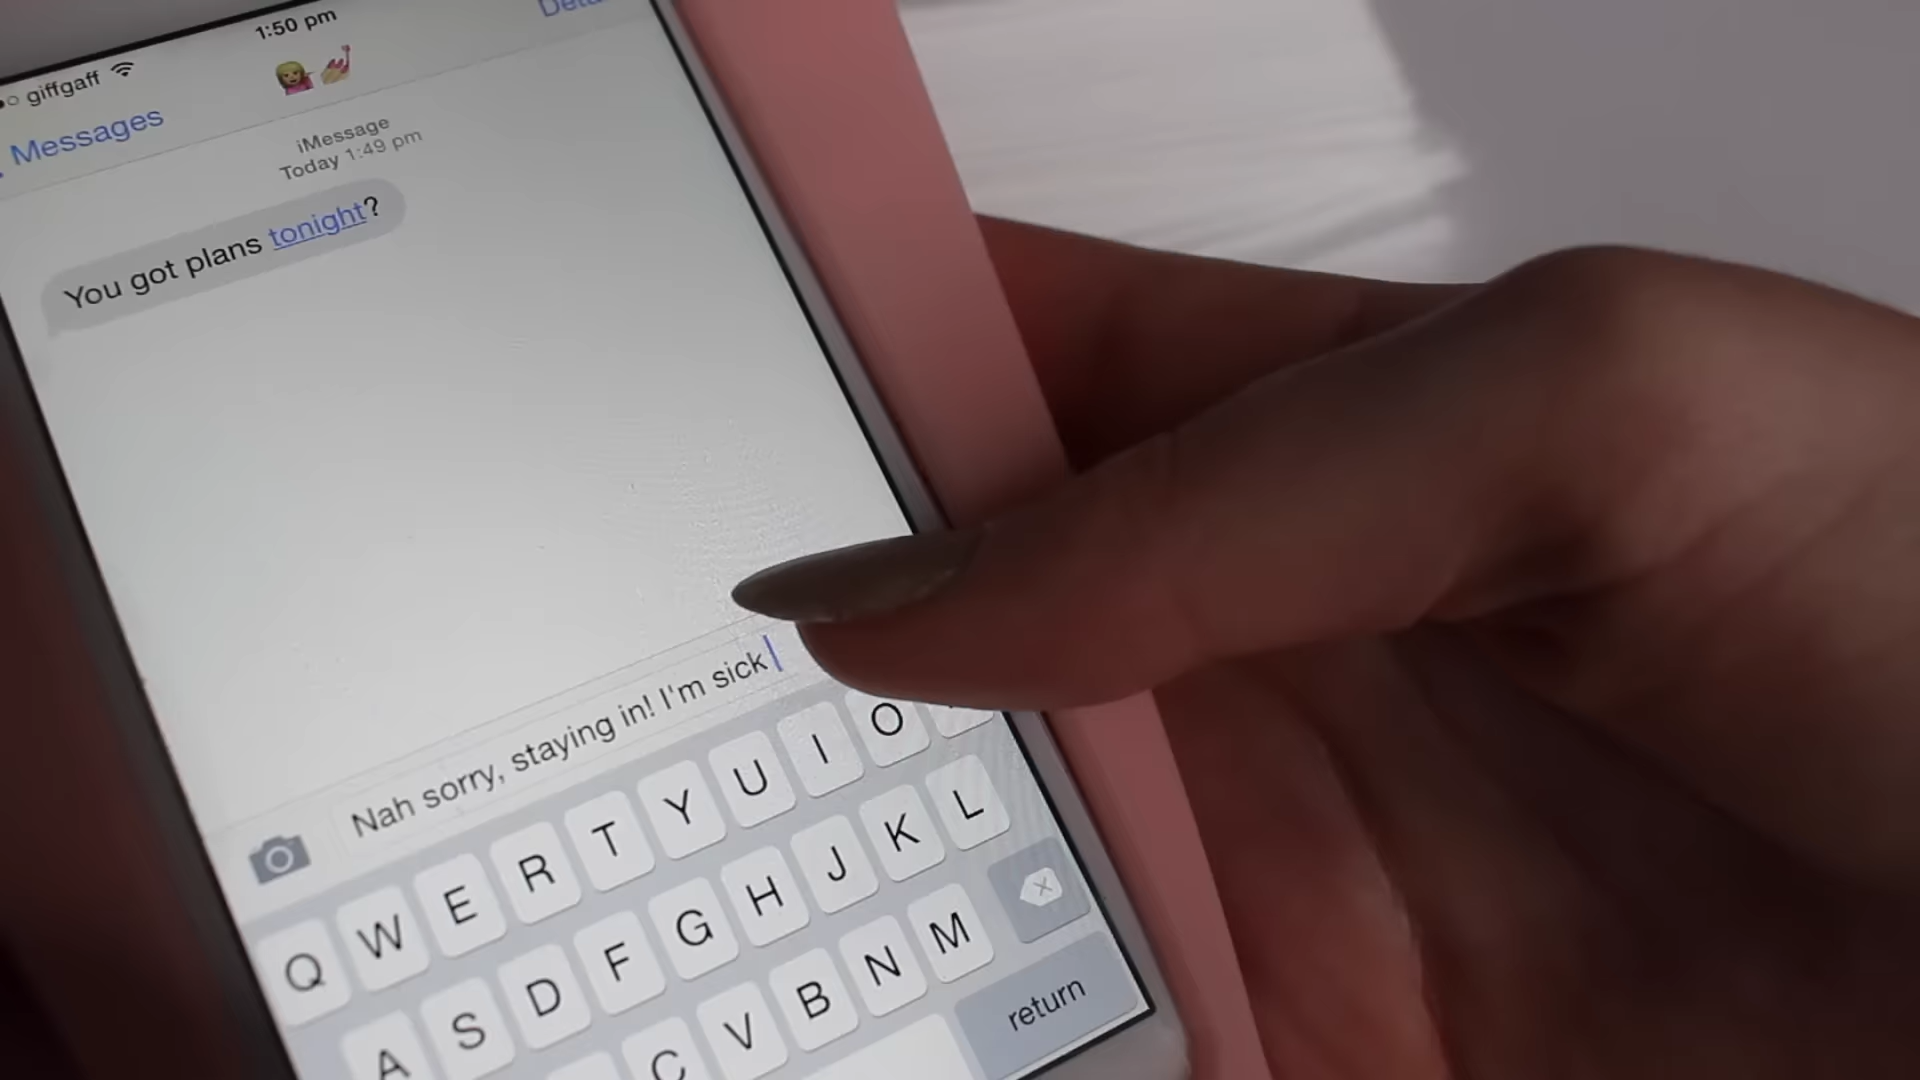 1:50 pm
giffgaff
Messages
iMessage
Today 1:49 pm
You got plans tonight?
Nah sorry, staying in! I'm sick
Q W E R T Y U I O
A S D F G H J K L
C V B N M
return